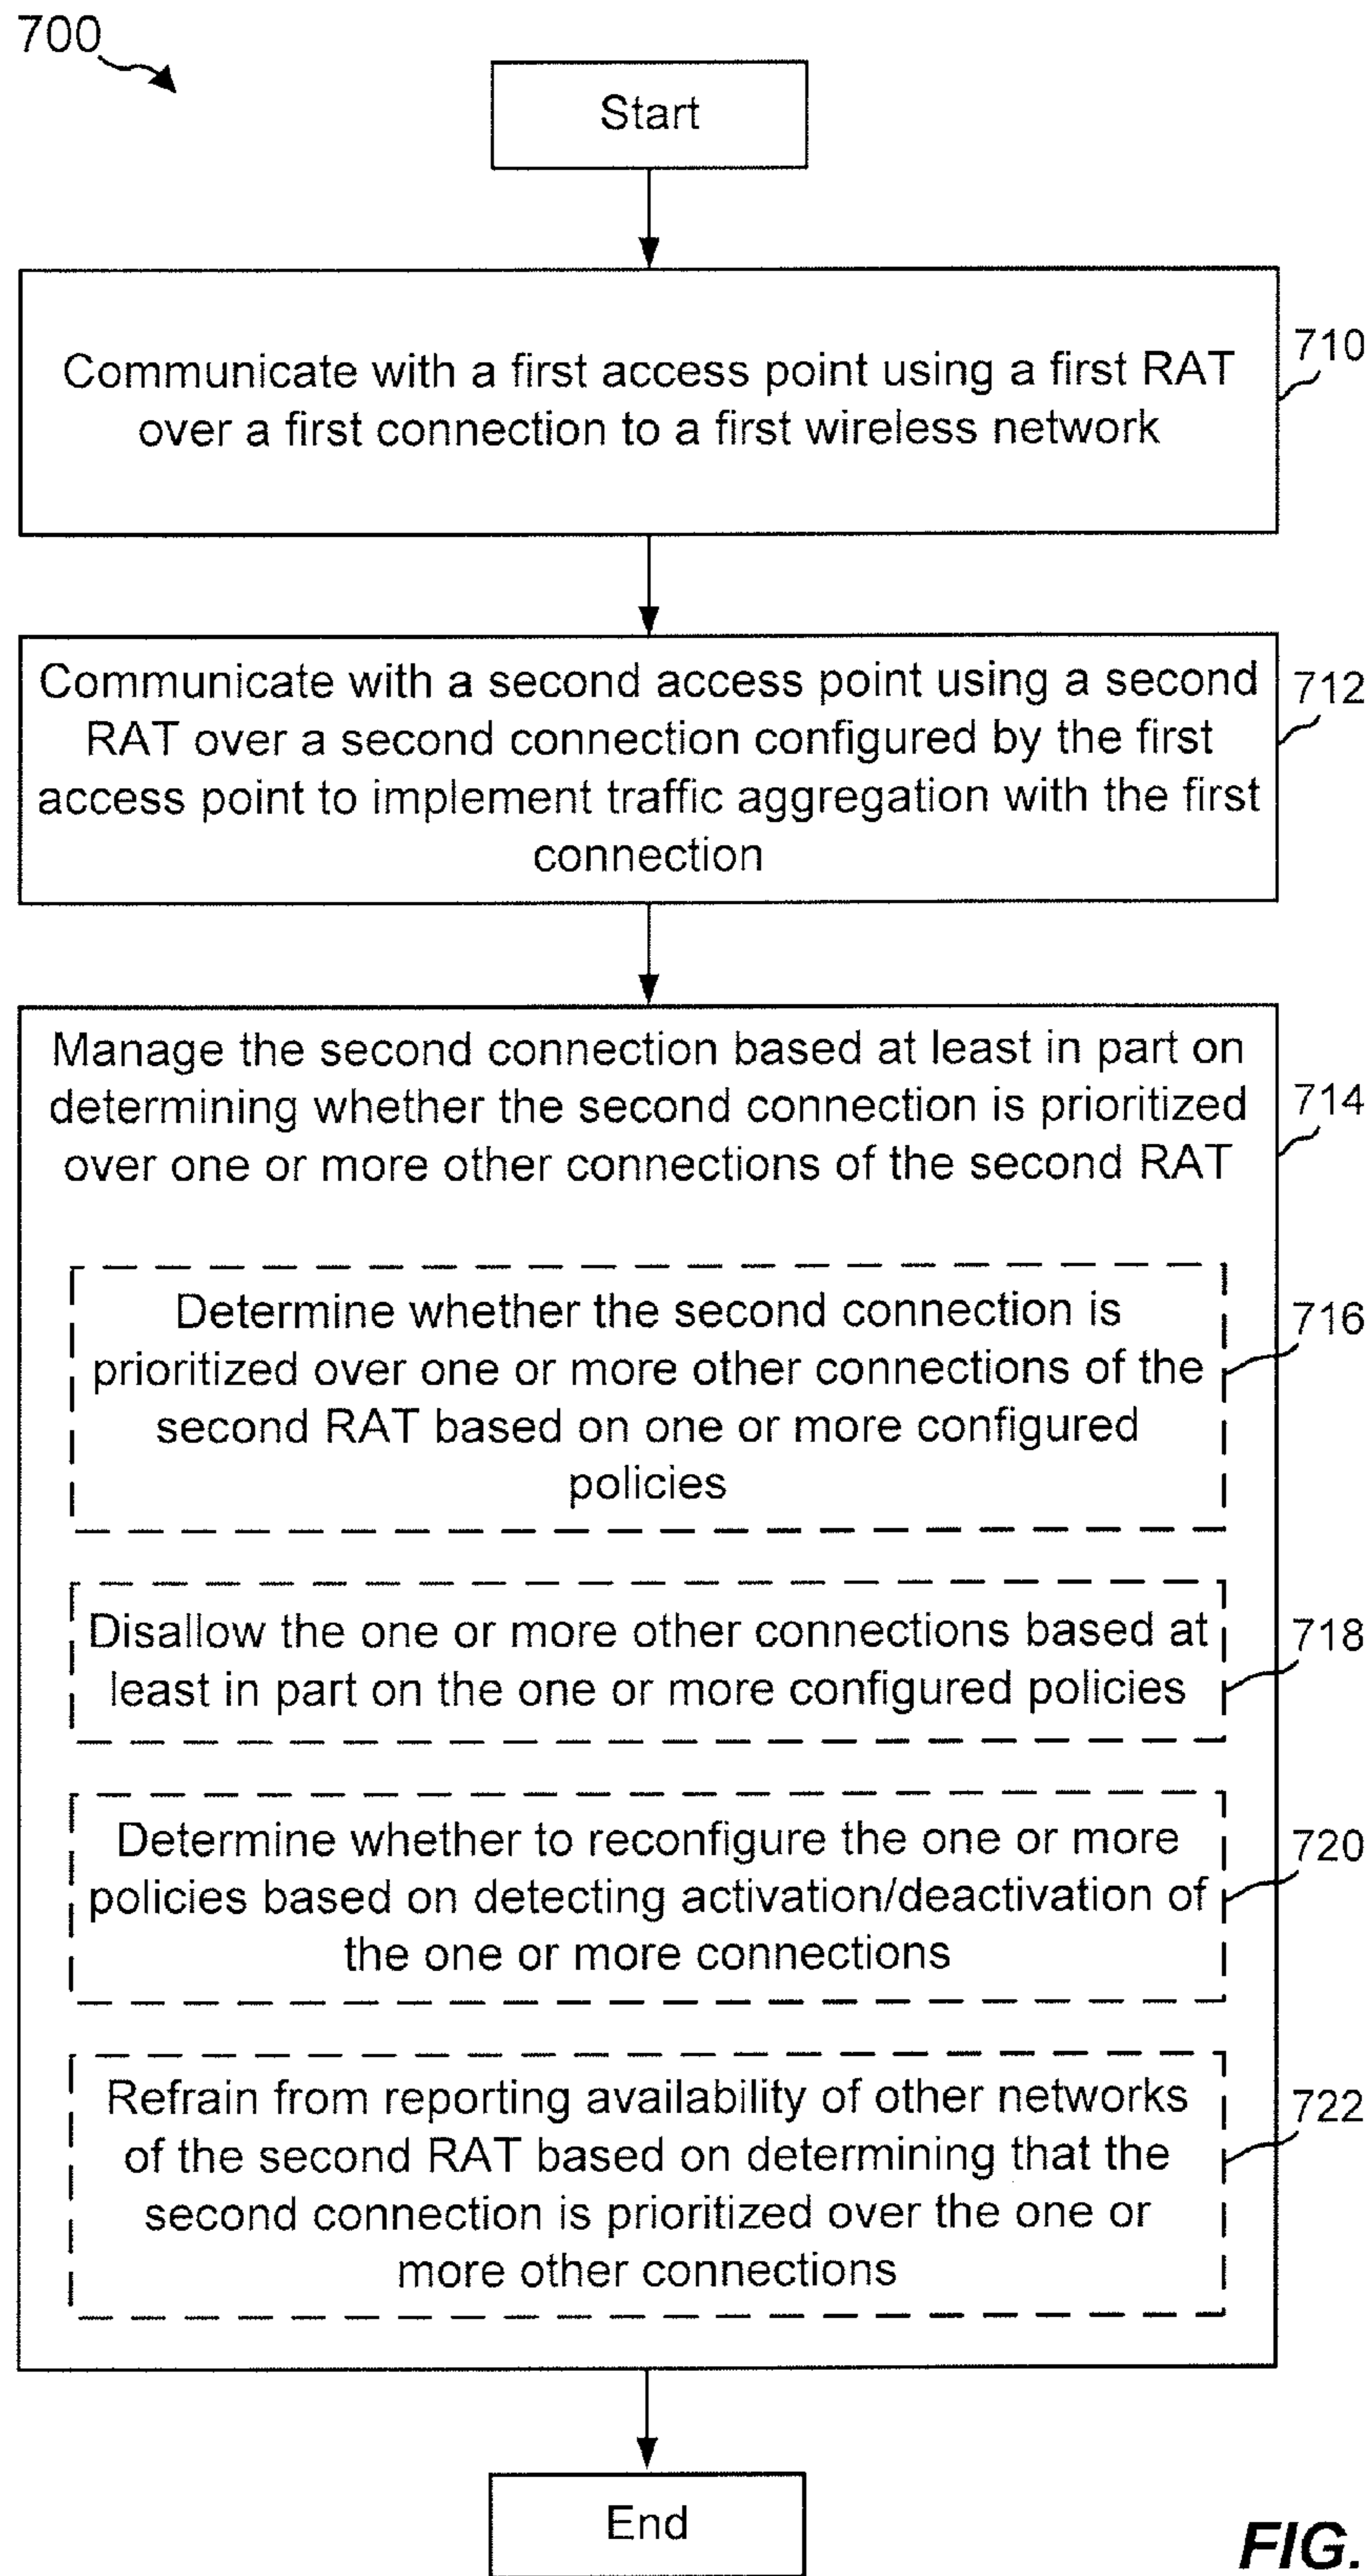 700
Start
Communicate with a first access point using a first RAT
over a first connection to a first wireless network
710
Communicate with a second access point using a second
RAT over a second connection configured by the first
access point to implement traffic aggregation with the first
connection
712
Manage the second connection based at least in part on
determining whether the second connection is prioritized
over one or more other connections of the second RAT
714
Determine whether the second connection is
prioritized over one or more other connections of the
second RAT based on one or more configured
policies
716
Disallow the one or more other connections based at
least in part on the one or more configured policies
718
Determine whether to reconfigure the one or more
policies based on detecting activation/deactivation of
the one or more connections
720
Refrain from reporting availability of other networks
of the second RAT based on determining that the
second connection is prioritized over the one or
more other connections
722
End
FIG.